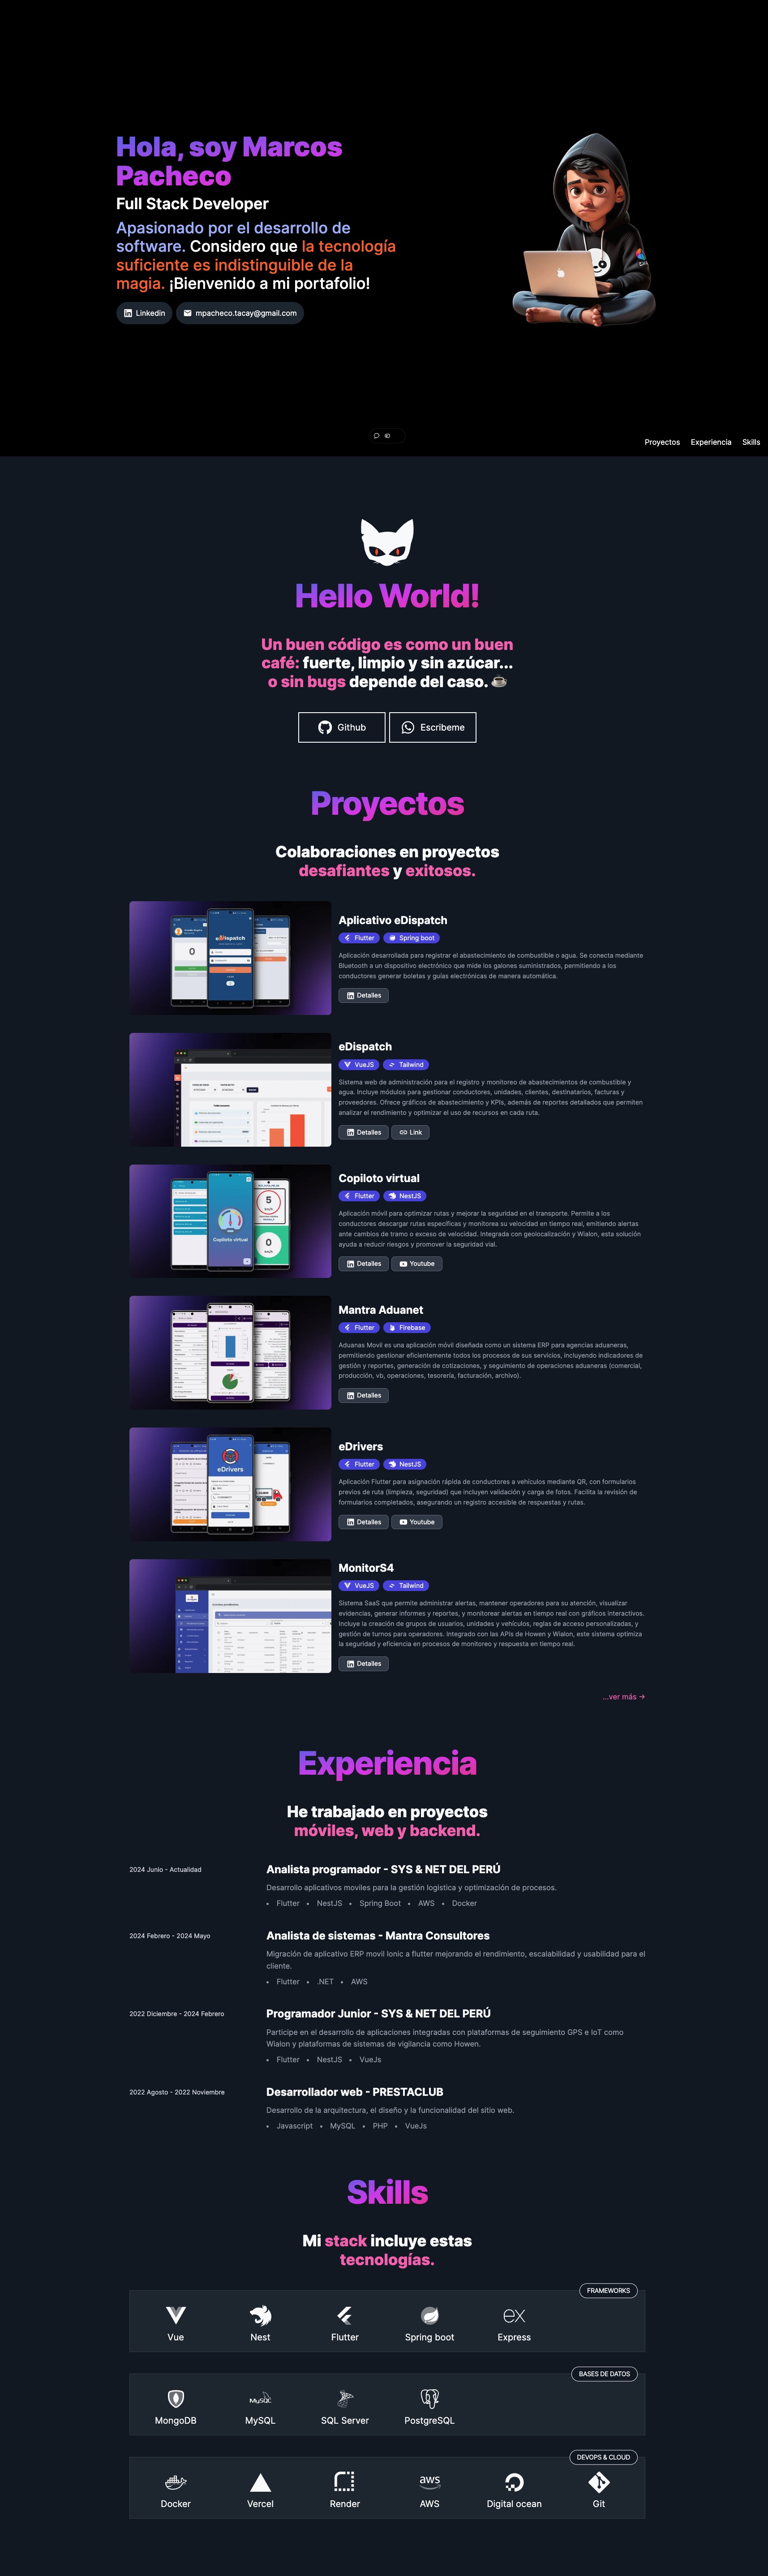 Hola, soy Marcos
Pacheco
Full Stack Developer
Apasionado por el desarrollo de
software. Considero que la tecnología
suficiente es indistinguible de la
magia. ¡Bienvenido a mi portafolio!
Linkedin
mpacheco.tacay@gmail.com
Proyectos Experiencia Skills
Hello World!
Un buen código es como un buen
café: fuerte, limpio y sin azúcar...
o sin bugs depende del caso. ☕
Github
Escribeme
Proyectos
Colaboraciones en proyectos
desafiantes y exitosos.
eDispatch
Aplicativo eDispatch
Flutter Spring boot
Aplicación desarrollada para registrar el abastecimiento de combustible o agua. Se conecta mediante
Bluetooth a un dispositivo electrónico que mide los galones suministrados, permitiendo a los
conductores generar boletas y guías electrónicas de manera automática.
Detalles
eDispatch
VueJS Tailwind
Sistema web de administración para el registro y monitoreo de abastecimientos de combustible y
agua. Incluye módulos para gestionar conductores, unidades, clientes, destinatarios, facturas y
proveedores. Ofrece gráficos de abastecimiento y KPIs, además de reportes detallados que permiten
analizar el rendimiento y optimizar el uso de recursos en cada ruta.
Detalles Link
Copiloto virtual
5
km/h
0
km/h
Copiloto virtual
Flutter NestJS
Aplicación móvil para optimizar rutas y mejorar la seguridad en el transporte. Permite a los
conductores descargar rutas específicas y monitorea su velocidad en tiempo real, emitiendo alertas
ante cambios de tramo o exceso de velocidad. Integrada con geolocalización y Wialon, esta solución
ayuda a reducir riesgos y promover la seguridad vial.
Detalles Youtube
Mantra Aduanet
Flutter Firebase
Aduanas Movil es una aplicación móvil diseñada como un sistema ERP para agencias aduaneras,
permitiendo gestionar eficientemente todos los procesos de sus servicios, incluyendo indicadores de
gestión y reportes, generación de cotizaciones, y seguimiento de operaciones aduaneras (comercial,
producción, vb, operaciones, tesorería, facturación, archivo).
Detalles
eDrivers
eDrivers
Flutter NestJS
Aplicación Flutter para asignación rápida de conductores a vehículos mediante QR, con formularios
previos de ruta (limpieza, seguridad) que incluyen validación y carga de fotos. Facilita la revisión de
formularios completados, asegurando un registro accesible de respuestas y rutas.
Detalles Youtube
MonitorS4
VueJS Tailwind
Sistema SaaS que permite administrar alertas, mantener operadores para su atención, visualizar
evidencias, generar informes y reportes, y monitorear alertas en tiempo real con gráficos interactivos.
Incluye la creación de grupos de usuarios, unidades y vehículos, reglas de acceso personalizadas, y
gestión de turnos para operadores. Integrado con las APIs de Howen y Wialon, este sistema optimiza
la seguridad y eficiencia en procesos de monitoreo y respuesta en tiempo real.
Detalles
...ver más →
Experiencia
He trabajado en proyectos
móviles, web y backend.
2024 Junio - Actualidad
Analista programador - SYS & NET DEL PERÚ
Desarrollo aplicativos moviles para la gestión logistica y optimización de procesos.
• Flutter • NestJS • Spring Boot • AWS • Docker
2024 Febrero - 2024 Mayo
Analista de sistemas - Mantra Consultores
Migración de aplicativo ERP movil Ionic a flutter mejorando el rendimiento, escalabilidad y usabilidad para el
cliente.
• Flutter • .NET • AWS
2022 Diciembre - 2024 Febrero
Programador Junior - SYS & NET DEL PERÚ
Participe en el desarrollo de aplicaciones integradas con plataformas de seguimiento GPS e IoT como
Wialon y plataformas de sistemas de vigilancia como Howen.
• Flutter • NestJS • VueJs
2022 Agosto - 2022 Noviembre
Desarrollador web - PRESTACLUB
Desarrollo de la arquitectura, el diseño y la funcionalidad del sitio web.
• Javascript • MySQL • PHP • VueJs
Skills
Mi stack incluye estas
tecnologías.
FRAMEWORKS
ex
Vue Nest Flutter Spring boot Express
BASES DE DATOS
MySQL
MongoDB MySQL SQL Server PostgreSQL
DEVOPS & CLOUD
aws
Docker Vercel Render AWS Digital ocean Git